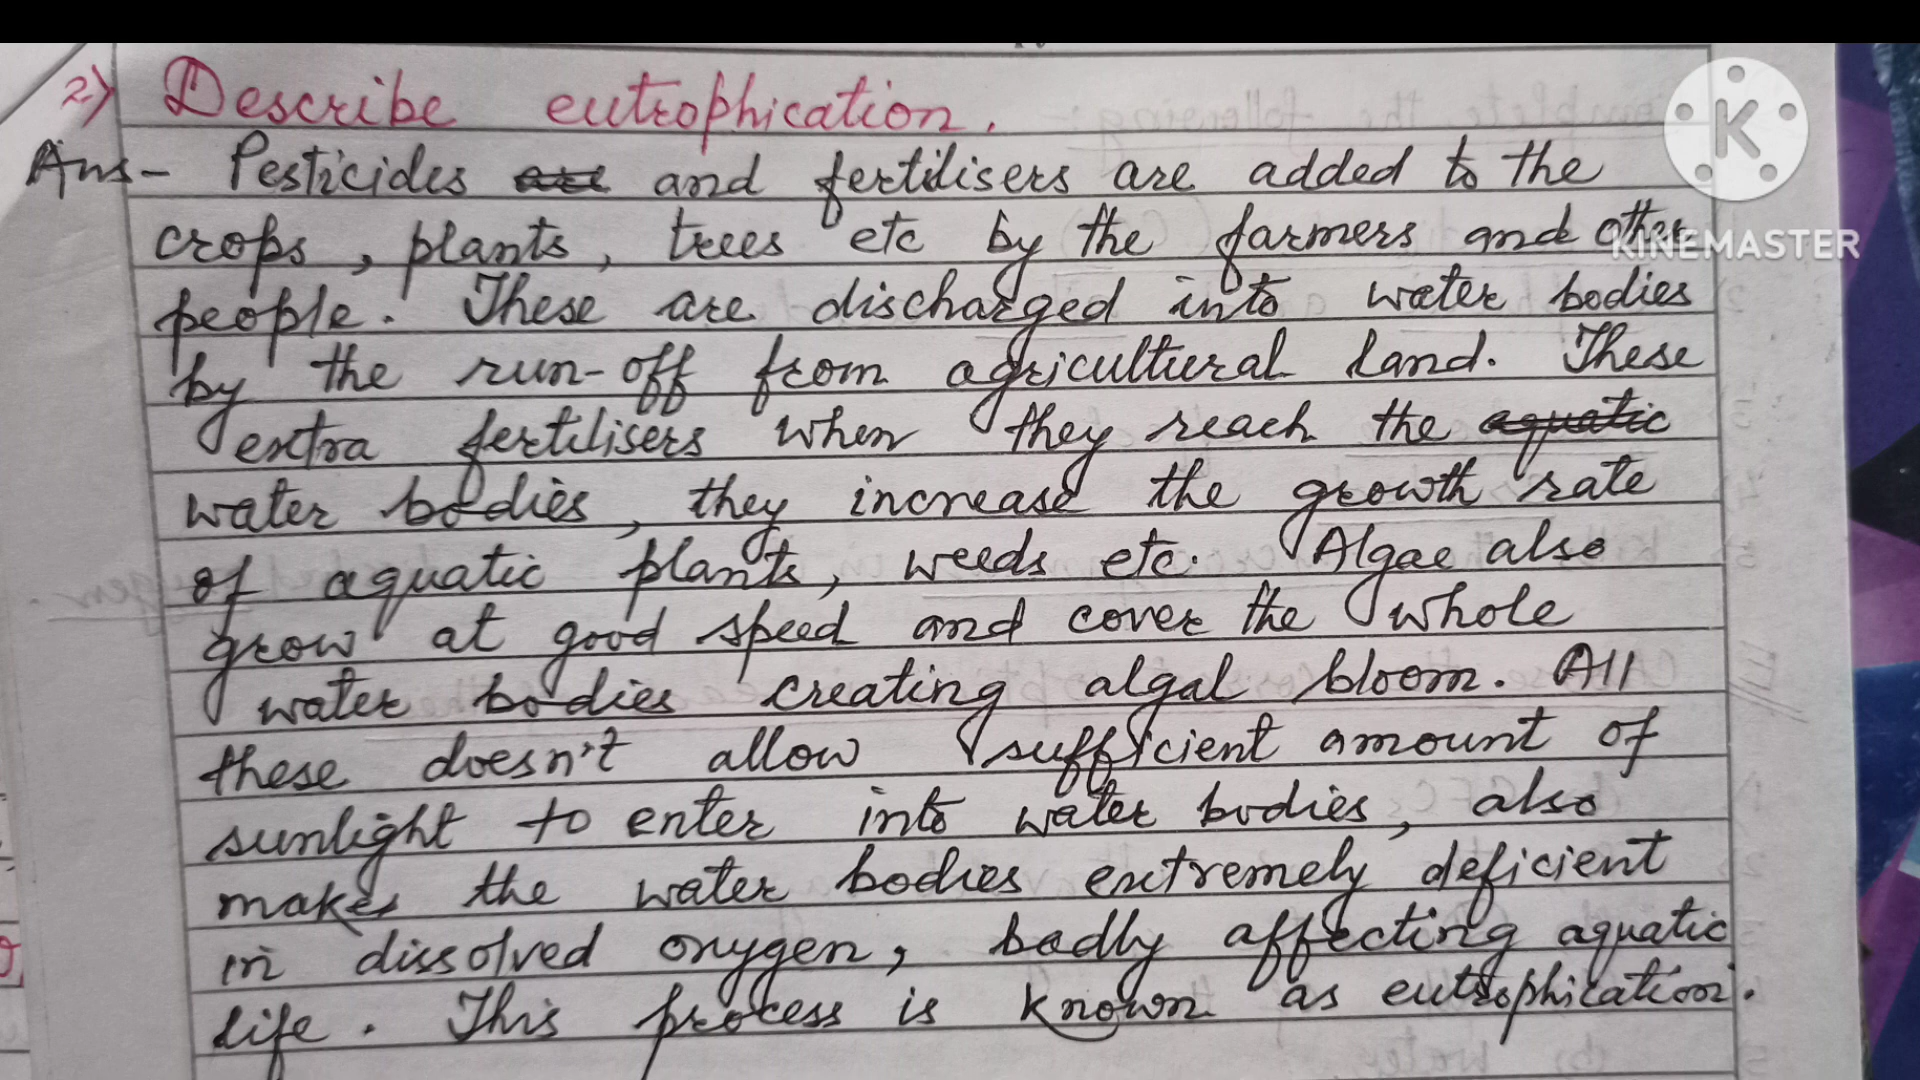 2) Describe eutrophication.
Ans- Pesticides are and fertilisers are added to the
crops, plants, trees etc by the farmers and other
KINEMASTER
people. These are discharged into water bodies
by the run-off from agricultural land. These
extra fertilisers when they reach the aquatic
water bodies, they increase the growth rate
of aquatic plants, weeds etc. Algae also
grow at good speed and cover the whole
water bodies creating algal bloom. All
these doesn't allow sufficient amount of
sunlight to enter into water bodies, also
makes the water bodies extremely deficient
in dissolved oxygen, badly affecting aquatic
life. This process is known as eutrophication.